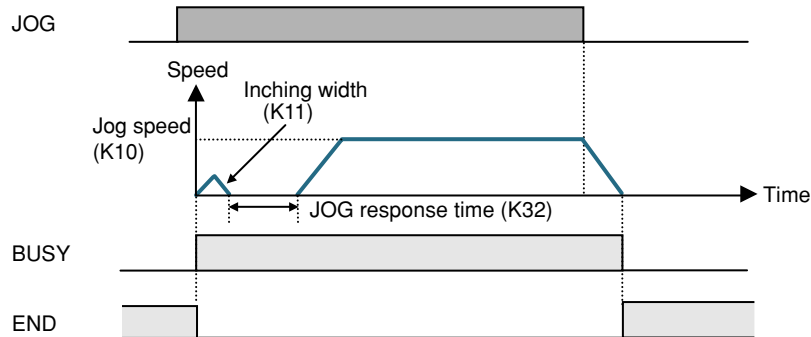 JOG
Speed
Inching width
(K11)
Jog speed
(K10)
Time
JOG response time (K32)
BUSY
END